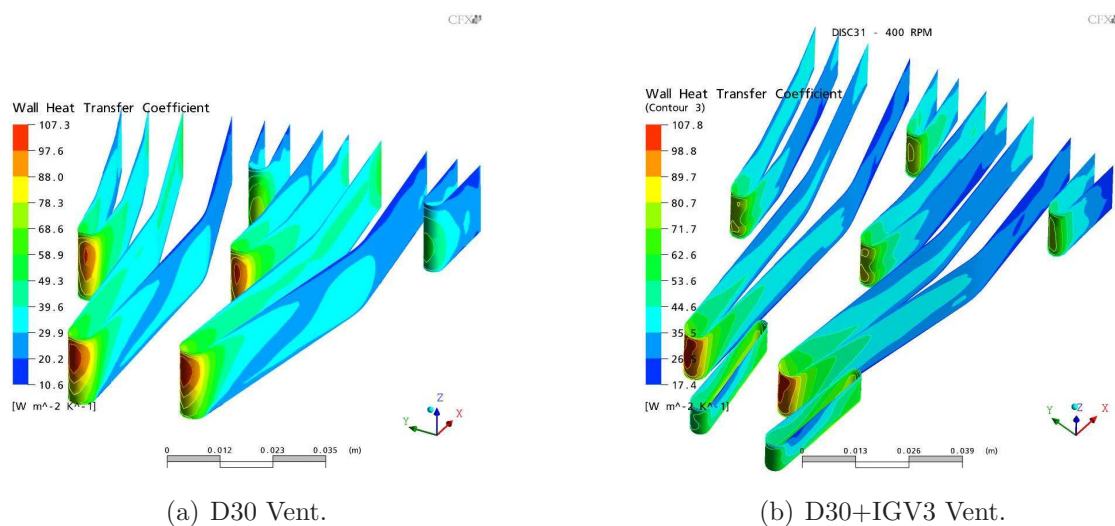 CFX
Wall Heat Transfer Coefficient
107.3
97.6
88.0
78.3
68.6
58.9
49.3
39.6
29.9
20.2
10.6
[W m^-2 K^-1]
Z
Y
X
0 0.012 0.023 0.035 (m)
(a) D30 Vent.
CFX
DISC31 - 400 RPM
Wall Heat Transfer Coefficient
(Contour 3)
107.8
98.8
89.7
80.7
71.7
62.6
53.6
44.6
35.5
26.5
17.4
[W m^-2 K^-1]
Z
Y
X
0 0.013 0.026 0.039 (m)
(b) D30+IGV3 Vent.